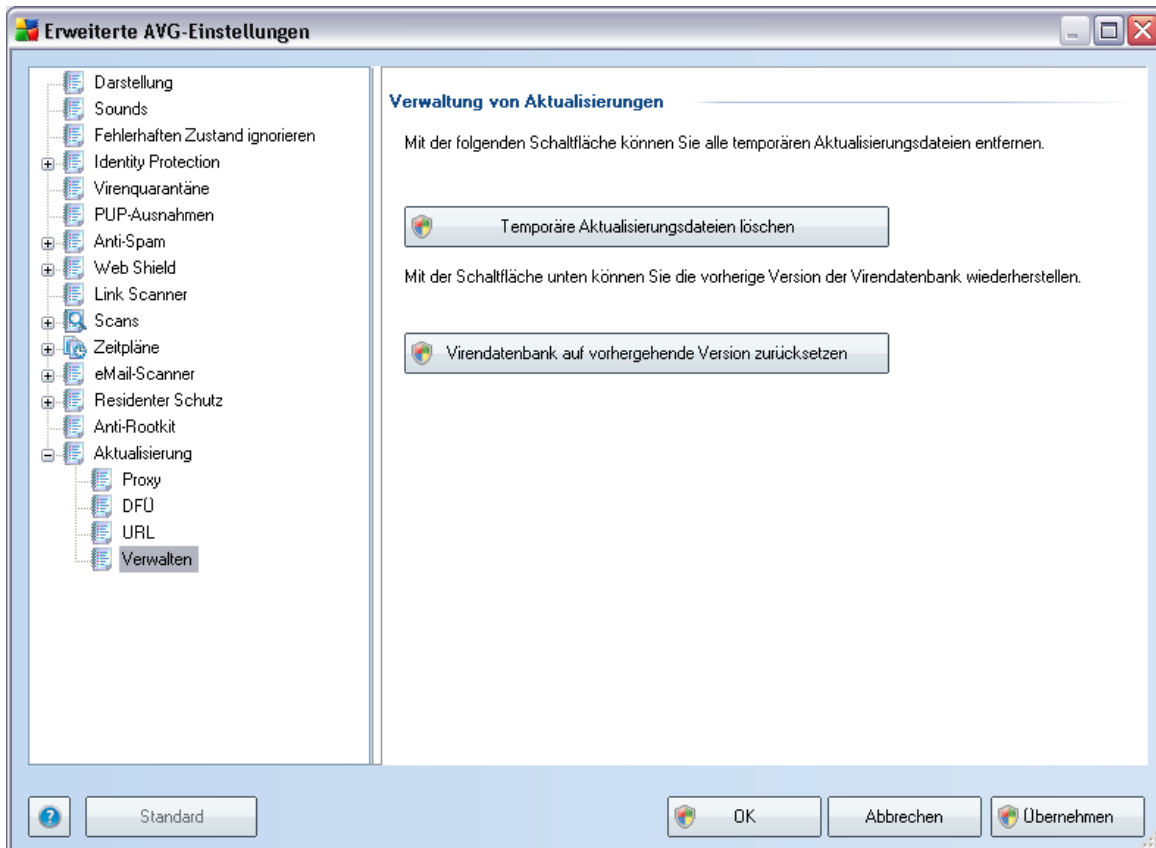 Erweiterte AVG-Einstellungen
Darstellung
Sounds
Fehlerhaften Zustand ignorieren
Identity Protection
Virenquarantäne
PUP-Ausnahmen
Anti-Spam
Web Shield
Link Scanner
Scans
Zeitpläne
eMail-Scanner
Residenter Schutz
Anti-Rootkit
Aktualisierung
Proxy
DFÜ
URL
Verwalten
Verwaltung von Aktualisierungen
Mit der folgenden Schaltfläche können Sie alle temporären Aktualisierungsdateien entfernen.
Temporäre Aktualisierungsdateien löschen
Mit der Schaltfläche unten können Sie die vorherige Version der Virendatenbank wiederherstellen.
Virendatenbank auf vorhergehende Version zurücksetzen
Standard
OK
Abbrechen
Übernehmen